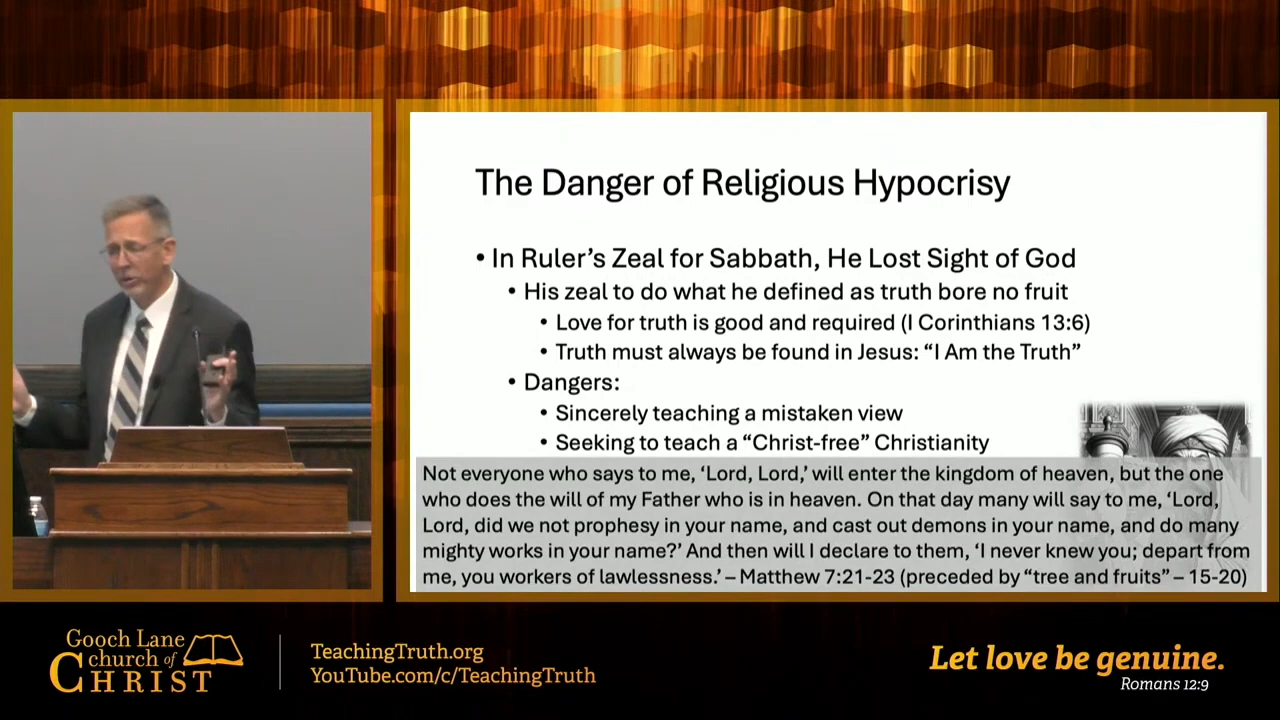 The Danger of Religious Hypocrisy
• In Ruler’s Zeal for Sabbath, He Lost Sight of God
• His zeal to do what he defined as truth bore no fruit
• Love for truth is good and required (I Corinthians 13:6)
• Truth must always be found in Jesus: “I Am the Truth”
• Dangers:
• Sincerely teaching a mistaken view
• Seeking to teach a “Christ-free” Christianity
Not everyone who says to me, ‘Lord, Lord,’ will enter the kingdom of heaven, but the one
who does the will of my Father who is in heaven. On that day many will say to me, ‘Lord,
Lord, did we not prophesy in your name, and cast out demons in your name, and do many
mighty works in your name?’ And then will I declare to them, ‘I never knew you; depart from
me, you workers of lawlessness.’ – Matthew 7:21-23 (preceded by “tree and fruits” – 15-20)
Gooch Lane
church of
CHRIST
TeachingTruth.org
YouTube.com/c/TeachingTruth
Let love be genuine.
Romans 12:9